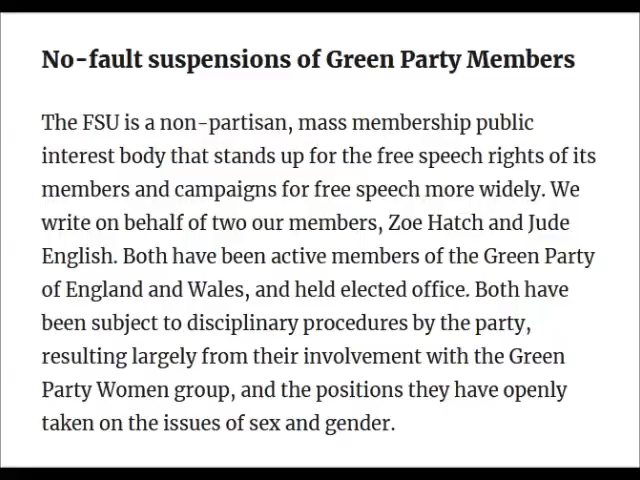 No-fault suspensions of Green Party Members
The FSU is a non-partisan, mass membership public
interest body that stands up for the free speech rights of its
members and campaigns for free speech more widely. We
write on behalf of two our members, Zoe Hatch and Jude
English. Both have been active members of the Green Party
of England and Wales, and held elected office. Both have
been subject to disciplinary procedures by the party,
resulting largely from their involvement with the Green
Party Women group, and the positions they have openly
taken on the issues of sex and gender.